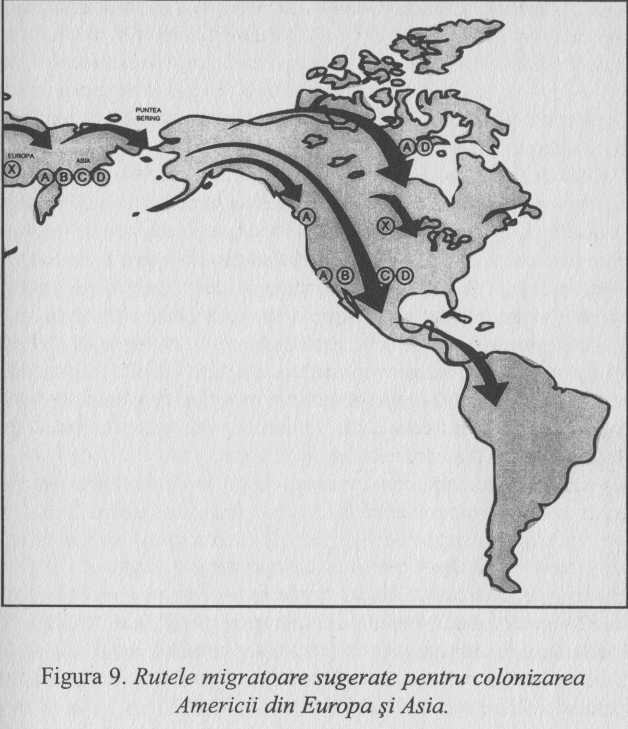 PUNTEA
BERING
EUROPA
ASIA
X
A B C D
A D
A
X
A B C D
Figura 9. Rutele migratoare sugerate pentru colonizarea
Americii din Europa şi Asia.